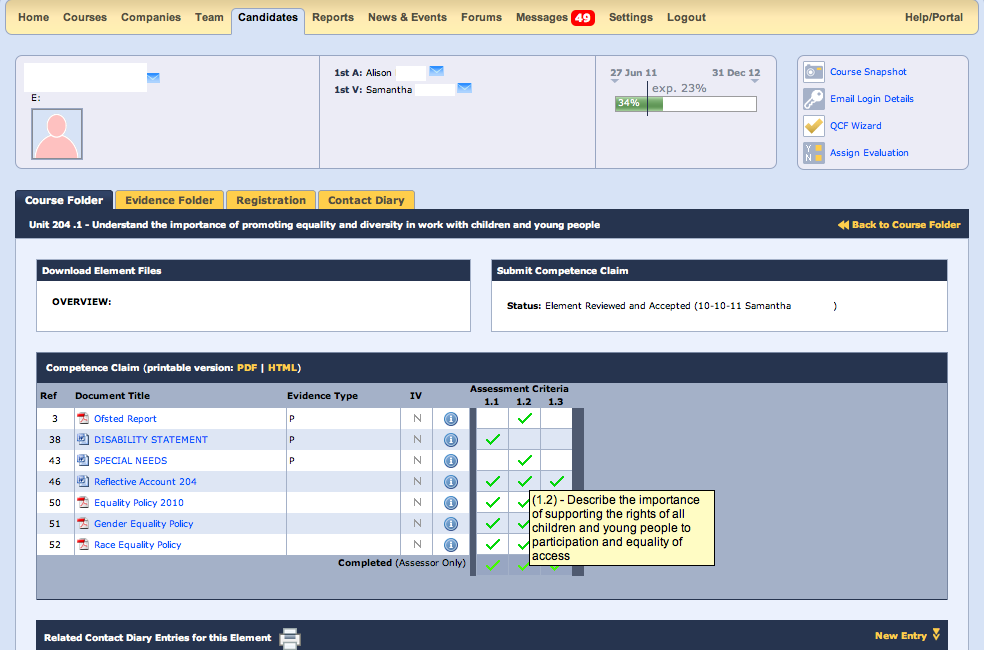 Home Courses Companies Team Candidates Reports News & Events Forums Messages 49 Settings Logout Help/Portal
E:
1st A: Alison
1st V: Samantha
27 Jun 11 31 Dec 12
exp. 23%
34%
Course Snapshot
Email Login Details
QCF Wizard
Y N
Assign Evaluation
Course Folder Evidence Folder Registration Contact Diary
Unit 204 .1 - Understand the importance of promoting equality and diversity in work with children and young people Back to Course Folder
Download Element Files
OVERVIEW:
Submit Competence Claim
Status: Element Reviewed and Accepted (10-10-11 Samantha )
Competence Claim (printable version: PDF | HTML)
Assessment Criteria
Ref Document Title Evidence Type IV 1.1 1.2 1.3
3 Ofsted Report P N
38 DISABILITY STATEMENT P N
43 SPECIAL NEEDS P N
46 Reflective Account 204 N
50 Equality Policy 2010 N
51 Gender Equality Policy N
52 Race Equality Policy N
Completed (Assessor Only)
(1.2) - Describe the importance
of supporting the rights of all
children and young people to
participation and equality of
access
Related Contact Diary Entries for this Element New Entry